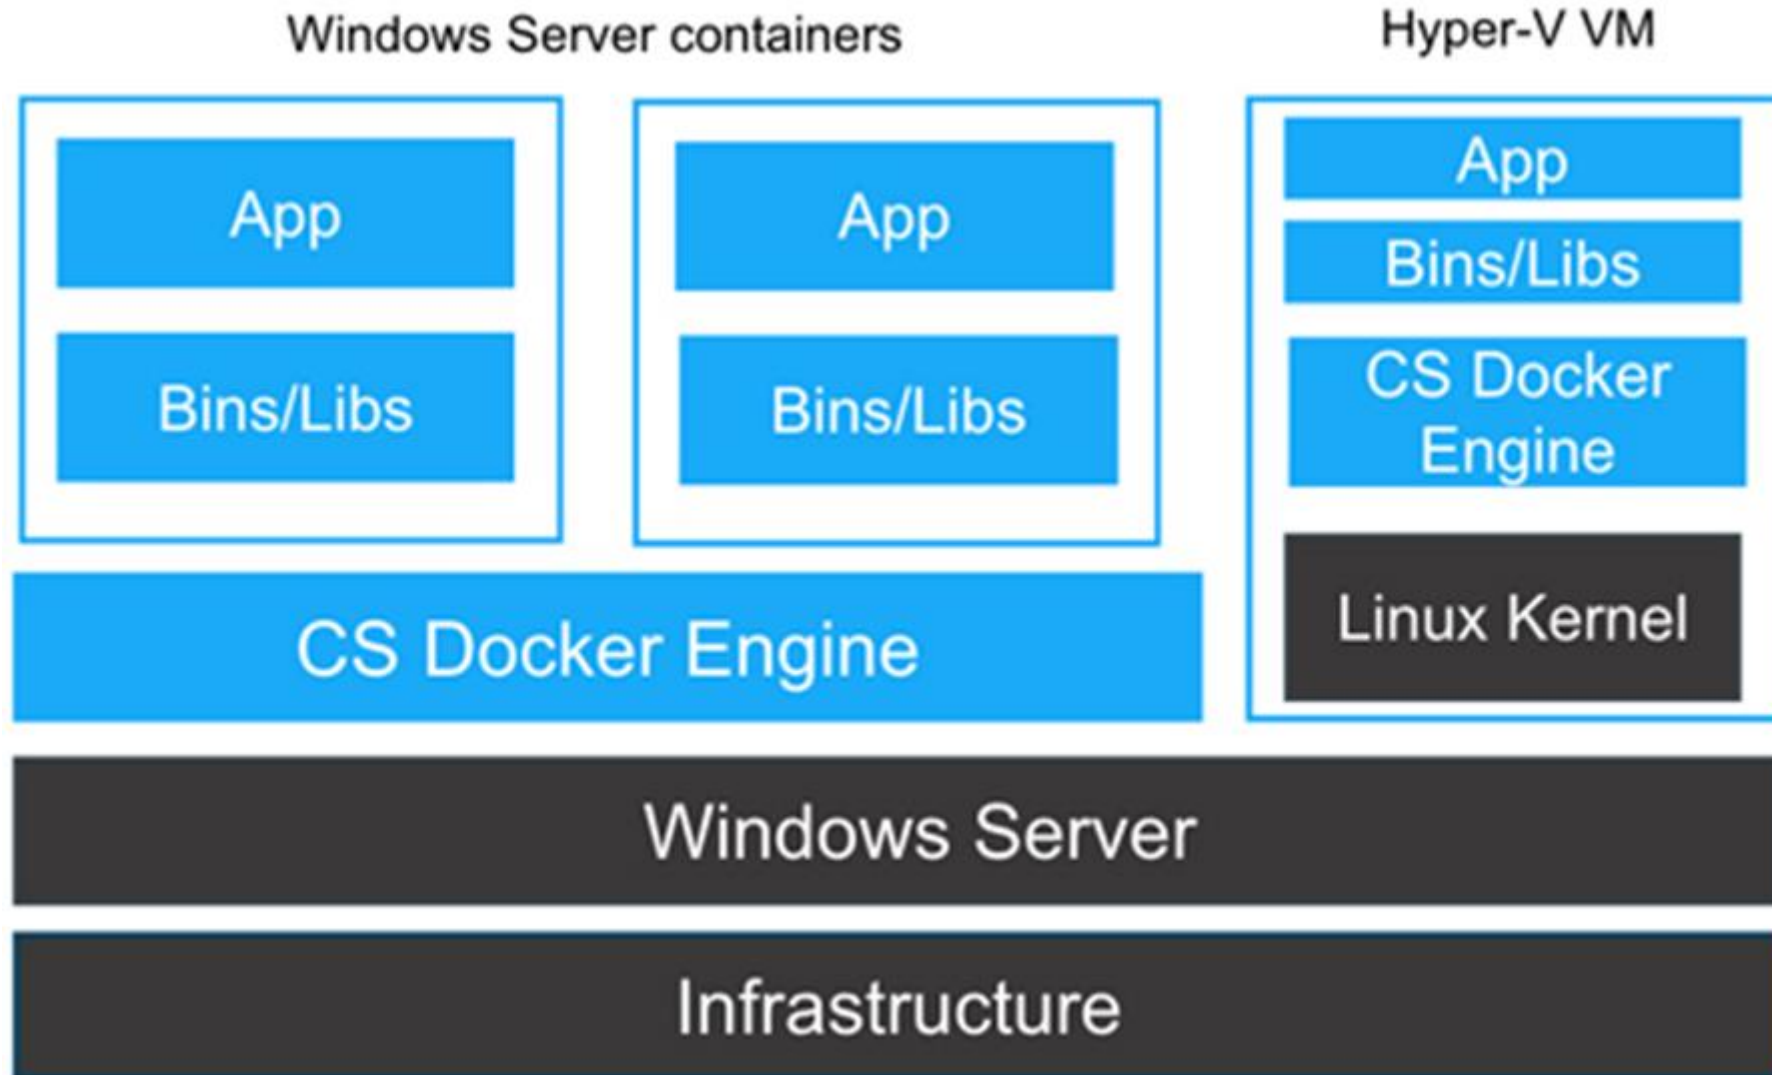 Windows Server containers
Hyper-V VM
App
Bins/Libs
App
Bins/Libs
App
Bins/Libs
CS Docker
Engine
Linux Kernel
CS Docker Engine
Windows Server
Infrastructure